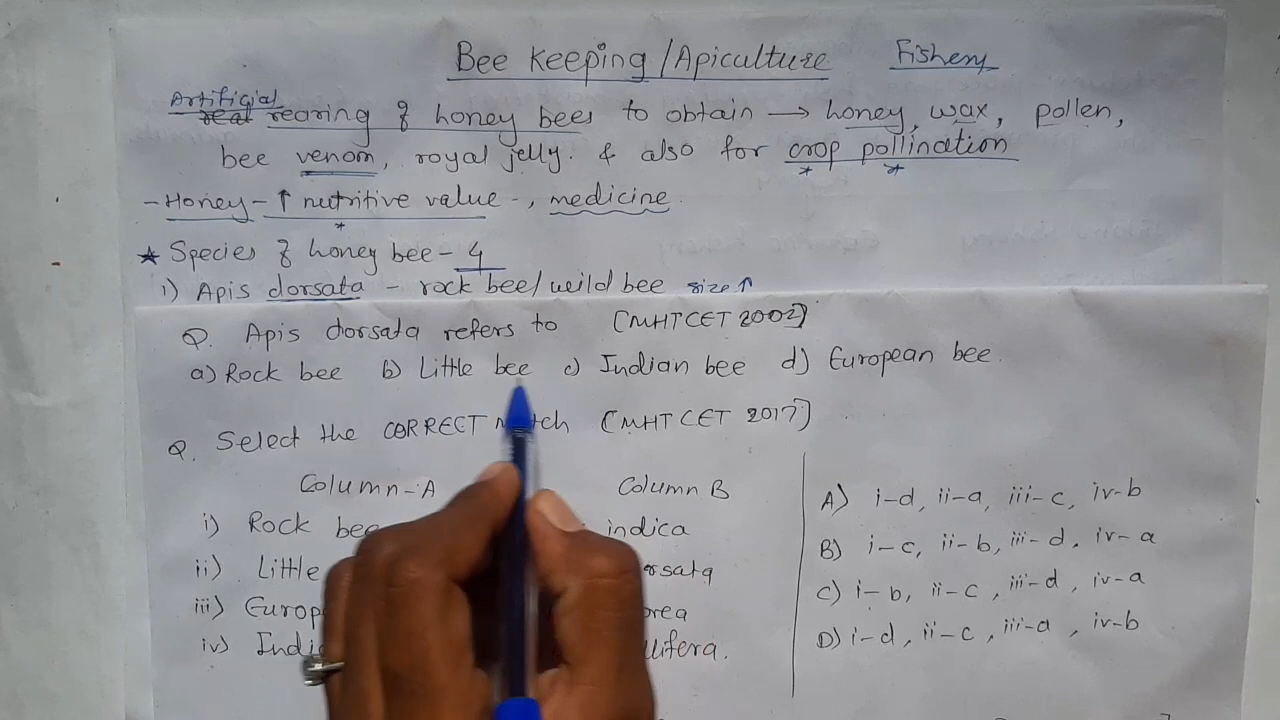 Bee Keeping/Apiculture Fishery
Artificial
rearing of honey bees to obtain → honey, wax, pollen,
bee venom, royal jelly. & also for crop pollination
- Honey - ↑ nutritive value -, medicine.
* Species of honey bee - 4
i) Apis dorsata - rock bee/ wild bee size ↑
Q. Apis dorsata refers to [MHTCET 2002]
a) Rock bee b) Little bee c) Indian bee d) European bee.
Q. Select the CORRECT [MHT CET 2017]
Column-A Column B
i) Rock bee indica
ii) Little
iii)
iv)
A) i-d, ii-a, iii-c, iv-b
B) i-c, ii-b, iii-d, iv-a
C) i-b, ii-c, iii-d, iv-a
D) i-d, ii-c, iii-a, iv-b